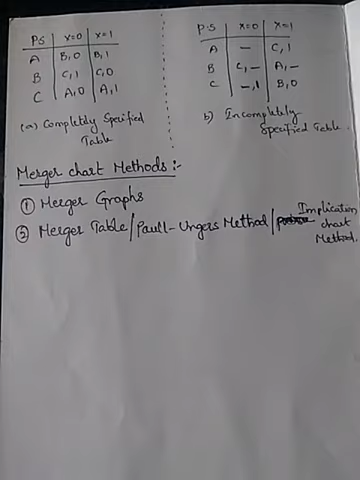 P.S | x=0 | x=1
A | B,0 | B,1
B | C,1 | C,0
C | A,0 | A,1
(a) Completely Specified
Table
P.S | x=0 | x=1
A | — | C,1
B | C,— | A,—
C | —,1 | B,0
b) Incompletely
Specified Table.
Merger chart Methods :-
① Merger Graphs
② Merger Table/Paull-Ungers Method/ Implication
chart
Method.